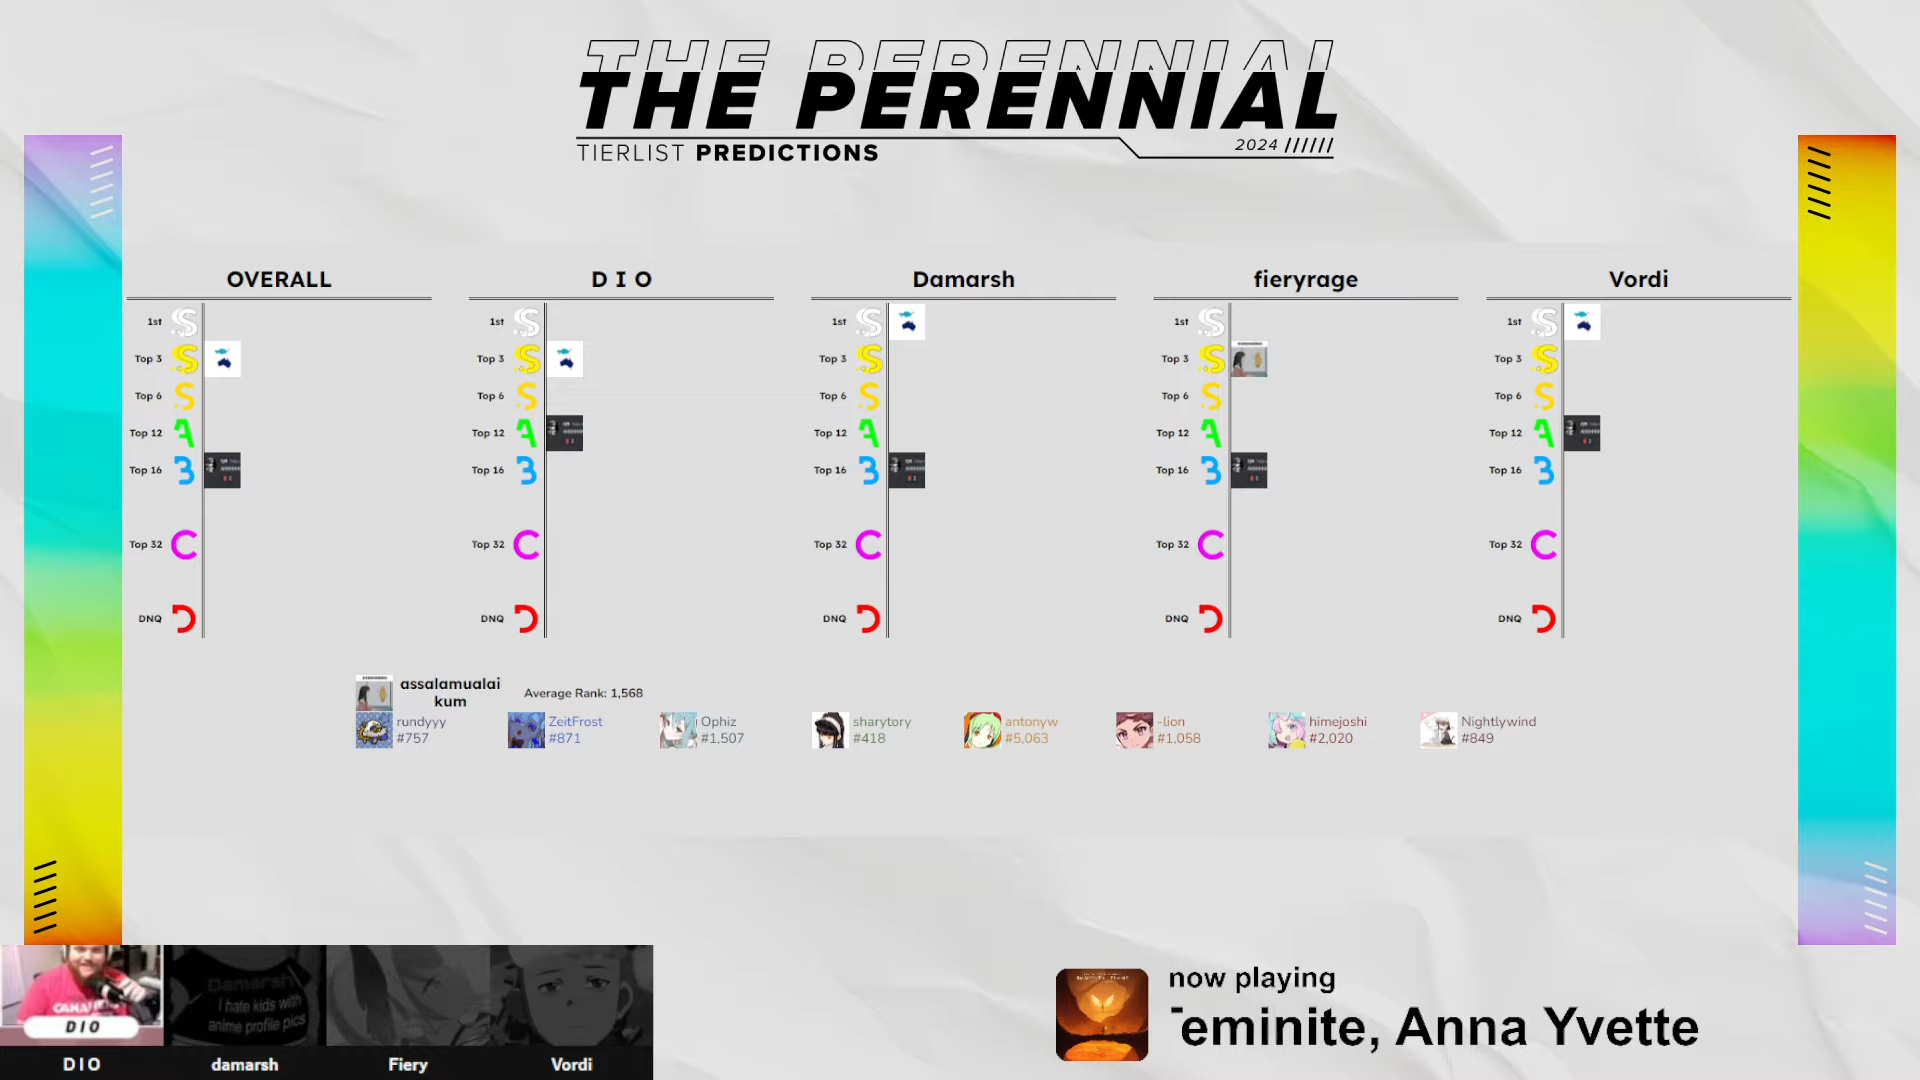 THE PERENNIAL
THE PERENNIAL
TIERLIST PREDICTIONS
2024 //////
OVERALL
D I O
Damarsh
fieryrage
Vordi
1st S
Top 3 S
Top 6 S
Top 12 A
Top 16 B
Top 32 C
DNQ D
1st S
Top 3 S
Top 6 S
Top 12 A
Top 16 B
Top 32 C
DNQ D
1st S
Top 3 S
Top 6 S
Top 12 A
Top 16 B
Top 32 C
DNQ D
1st S
Top 3 S
Top 6 S
Top 12 A
Top 16 B
Top 32 C
DNQ D
1st S
Top 3 S
Top 6 S
Top 12 A
Top 16 B
Top 32 C
DNQ D
assalamualai
kum
Average Rank: 1,568
rundyyy
#757
ZeitFrost
#871
Ophiz
#1,507
sharytory
#418
antonyw
#5,063
-lion
#1,058
himejoshi
#2,020
Nightlywind
#849
DIO
Damarsh
I hate kids with
anime profile pics
D I O
damarsh
Fiery
Vordi
now playing
eminite, Anna Yvette